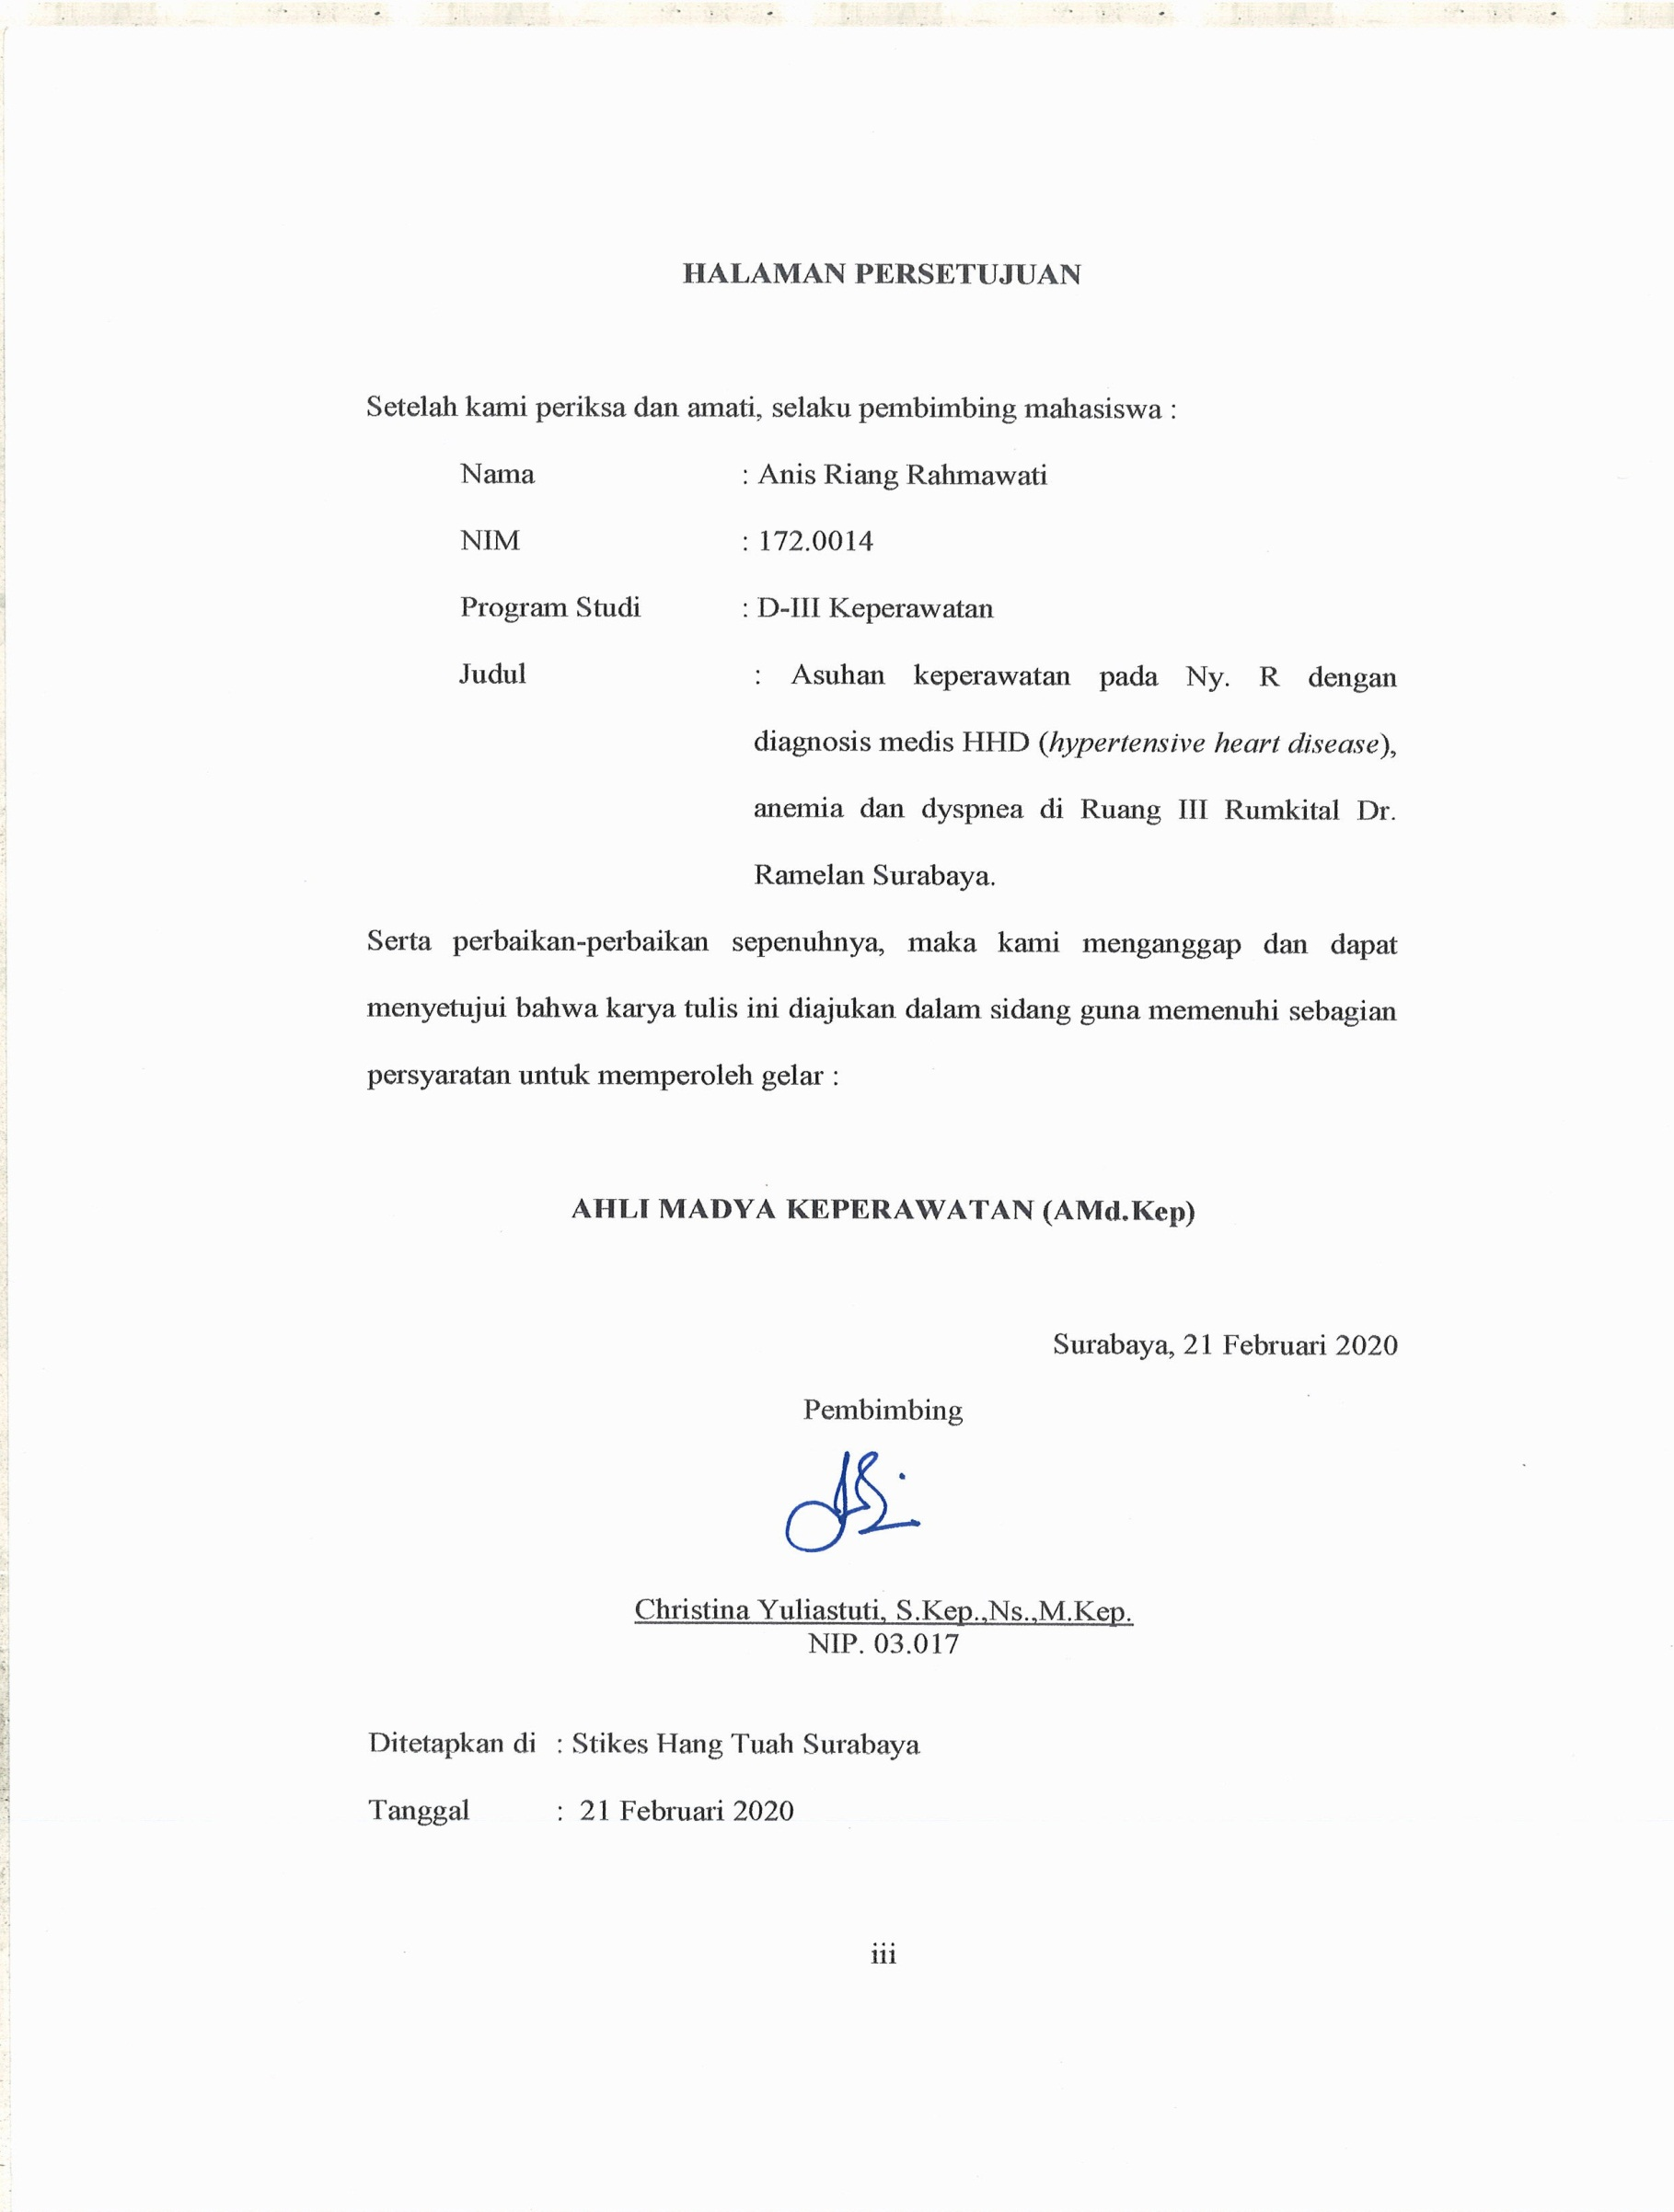 HALAMAN PERSETUJUAN
Setelah kami periksa dan amati, selaku pembimbing mahasiswa :
Nama : Anis Riang Rahmawati
NIM : 172.0014
Program Studi : D-III Keperawatan
Judul : Asuhan keperawatan pada Ny. R dengan
diagnosis medis HHD (hypertensive heart disease),
anemia dan dyspnea di Ruang III Rumkital Dr.
Ramelan Surabaya.
Serta perbaikan-perbaikan sepenuhnya, maka kami menganggap dan dapat
menyetujui bahwa karya tulis ini diajukan dalam sidang guna memenuhi sebagian
persyaratan untuk memperoleh gelar :
AHLI MADYA KEPERAWATAN (AMd.Kep)
Surabaya, 21 Februari 2020
Pembimbing
Christina Yuliastuti, S.Kep.,Ns.,M.Kep.
NIP. 03.017
Ditetapkan di : Stikes Hang Tuah Surabaya
Tanggal : 21 Februari 2020
iii